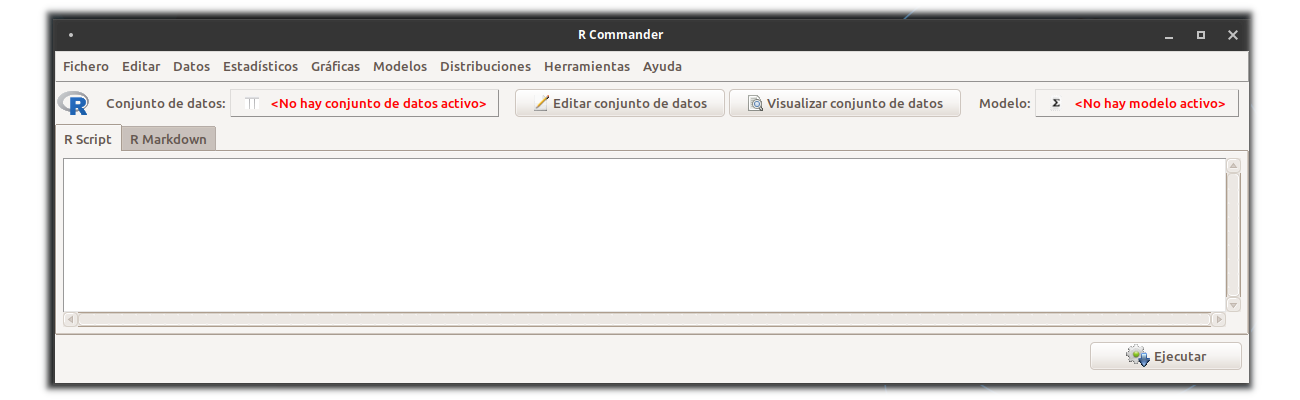 R Commander
Fichero Editar Datos Estadísticos Gráficas Modelos Distribuciones Herramientas Ayuda
R Conjunto de datos: <No hay conjunto de datos activo> Editar conjunto de datos Visualizar conjunto de datos Modelo: Σ <No hay modelo activo>
R Script R Markdown
Ejecutar